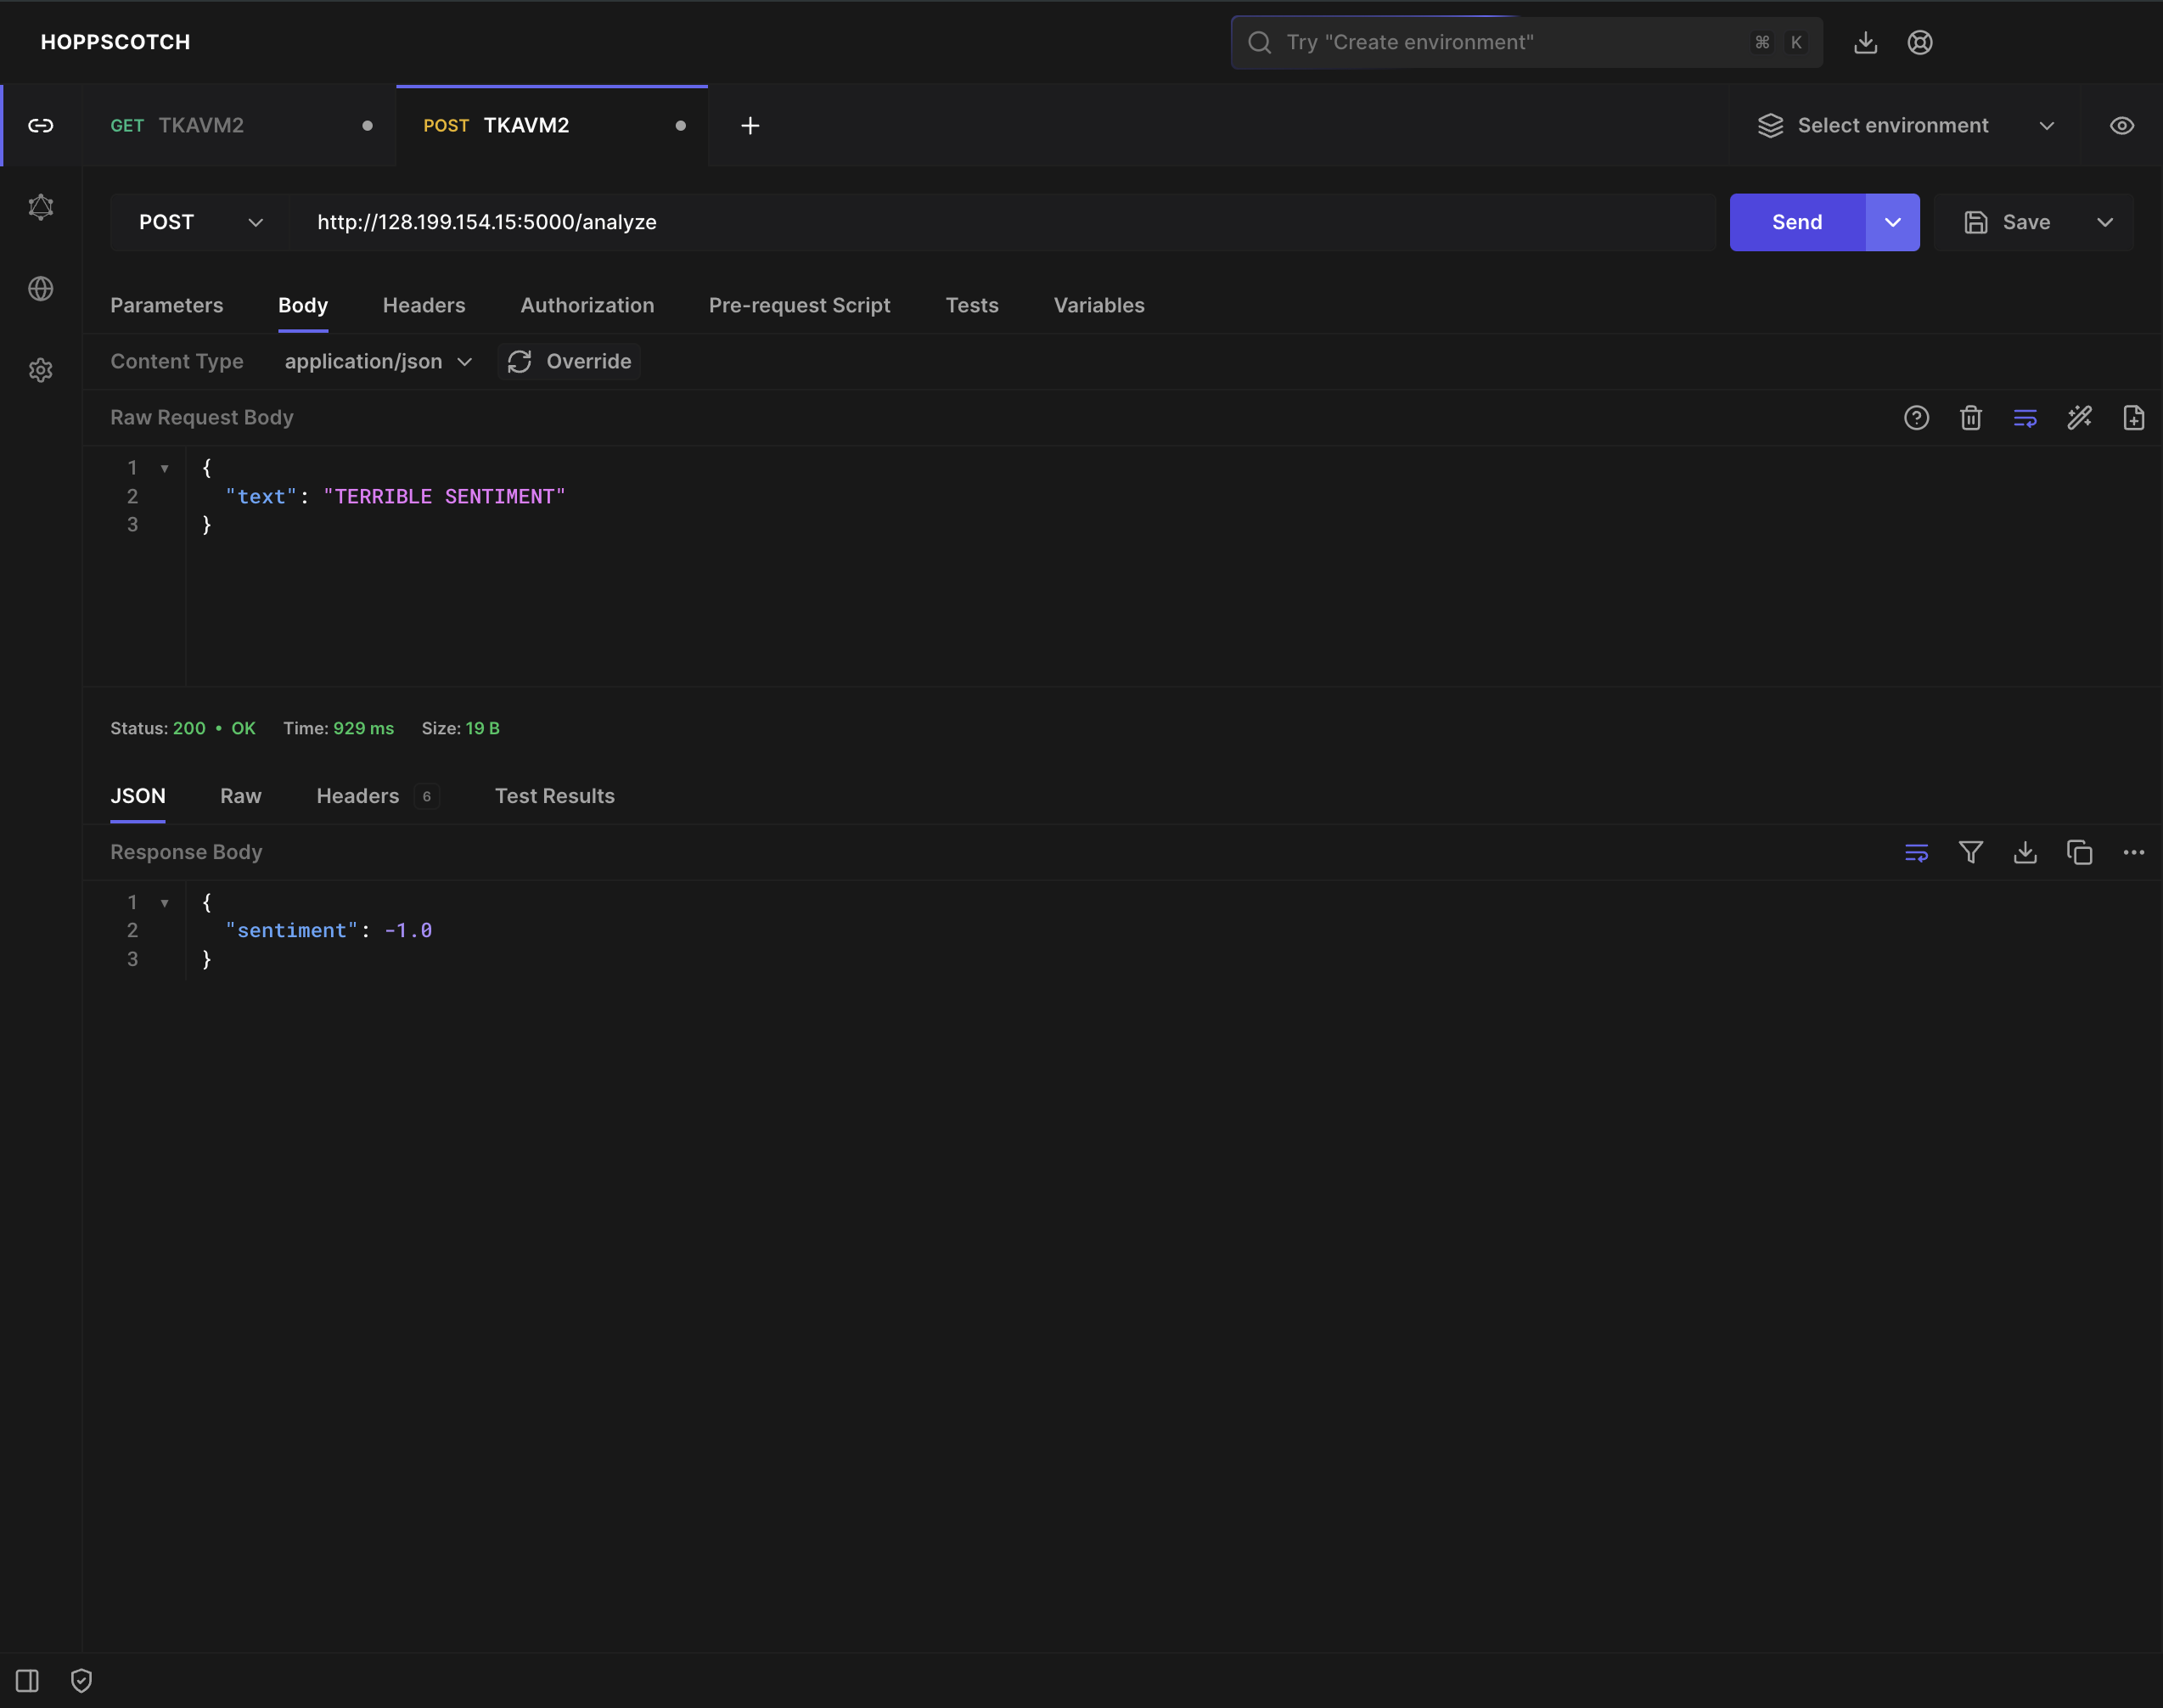 HOPPSCOTCH
Try "Create environment" ⌘ K
GET TKAVM2
POST TKAVM2
Select environment
POST http://128.199.154.15:5000/analyze Send Save
Parameters Body Headers Authorization Pre-request Script Tests Variables
Content Type application/json Override
Raw Request Body
1 {
2 "text": "TERRIBLE SENTIMENT"
3 }
Status: 200 • OK Time: 929 ms Size: 19 B
JSON Raw Headers 6 Test Results
Response Body
1 {
2 "sentiment": -1.0
3 }